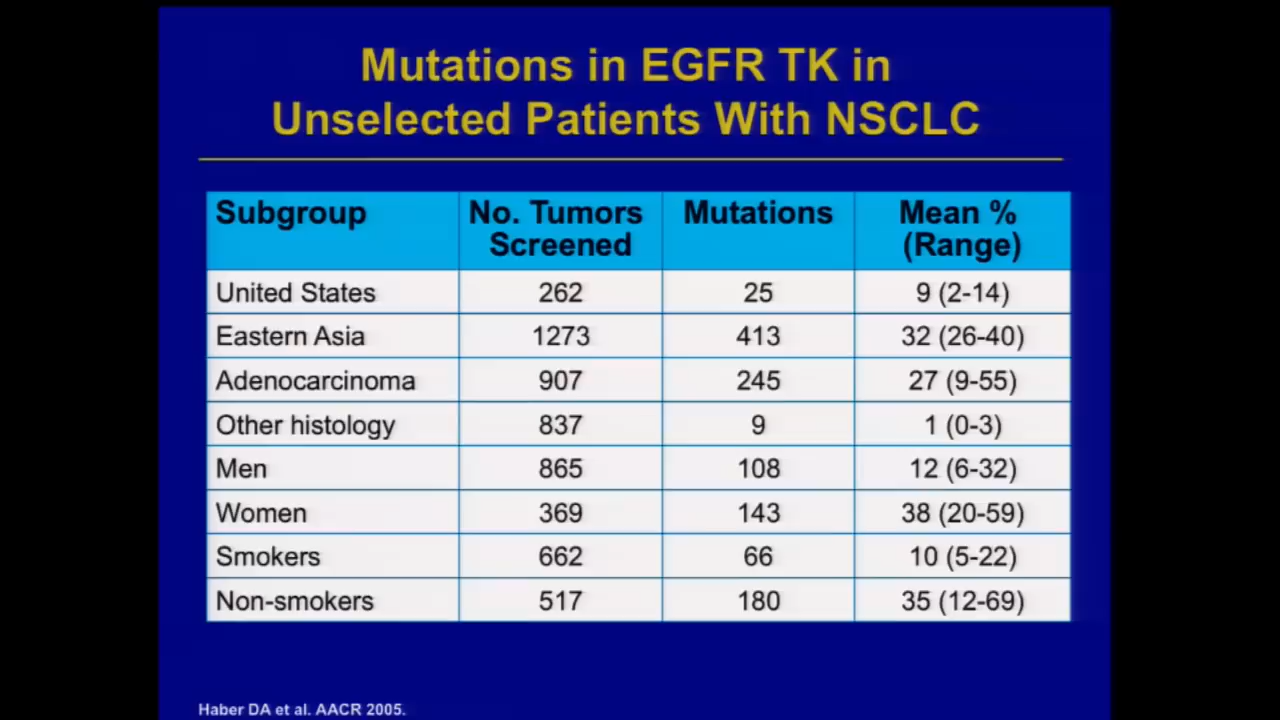 Mutations in EGFR TK in
Unselected Patients With NSCLC
Subgroup No. Tumors Screened Mutations Mean % (Range)
United States 262 25 9 (2-14)
Eastern Asia 1273 413 32 (26-40)
Adenocarcinoma 907 245 27 (9-55)
Other histology 837 9 1 (0-3)
Men 865 108 12 (6-32)
Women 369 143 38 (20-59)
Smokers 662 66 10 (5-22)
Non-smokers 517 180 35 (12-69)
Haber DA et al. AACR 2005.